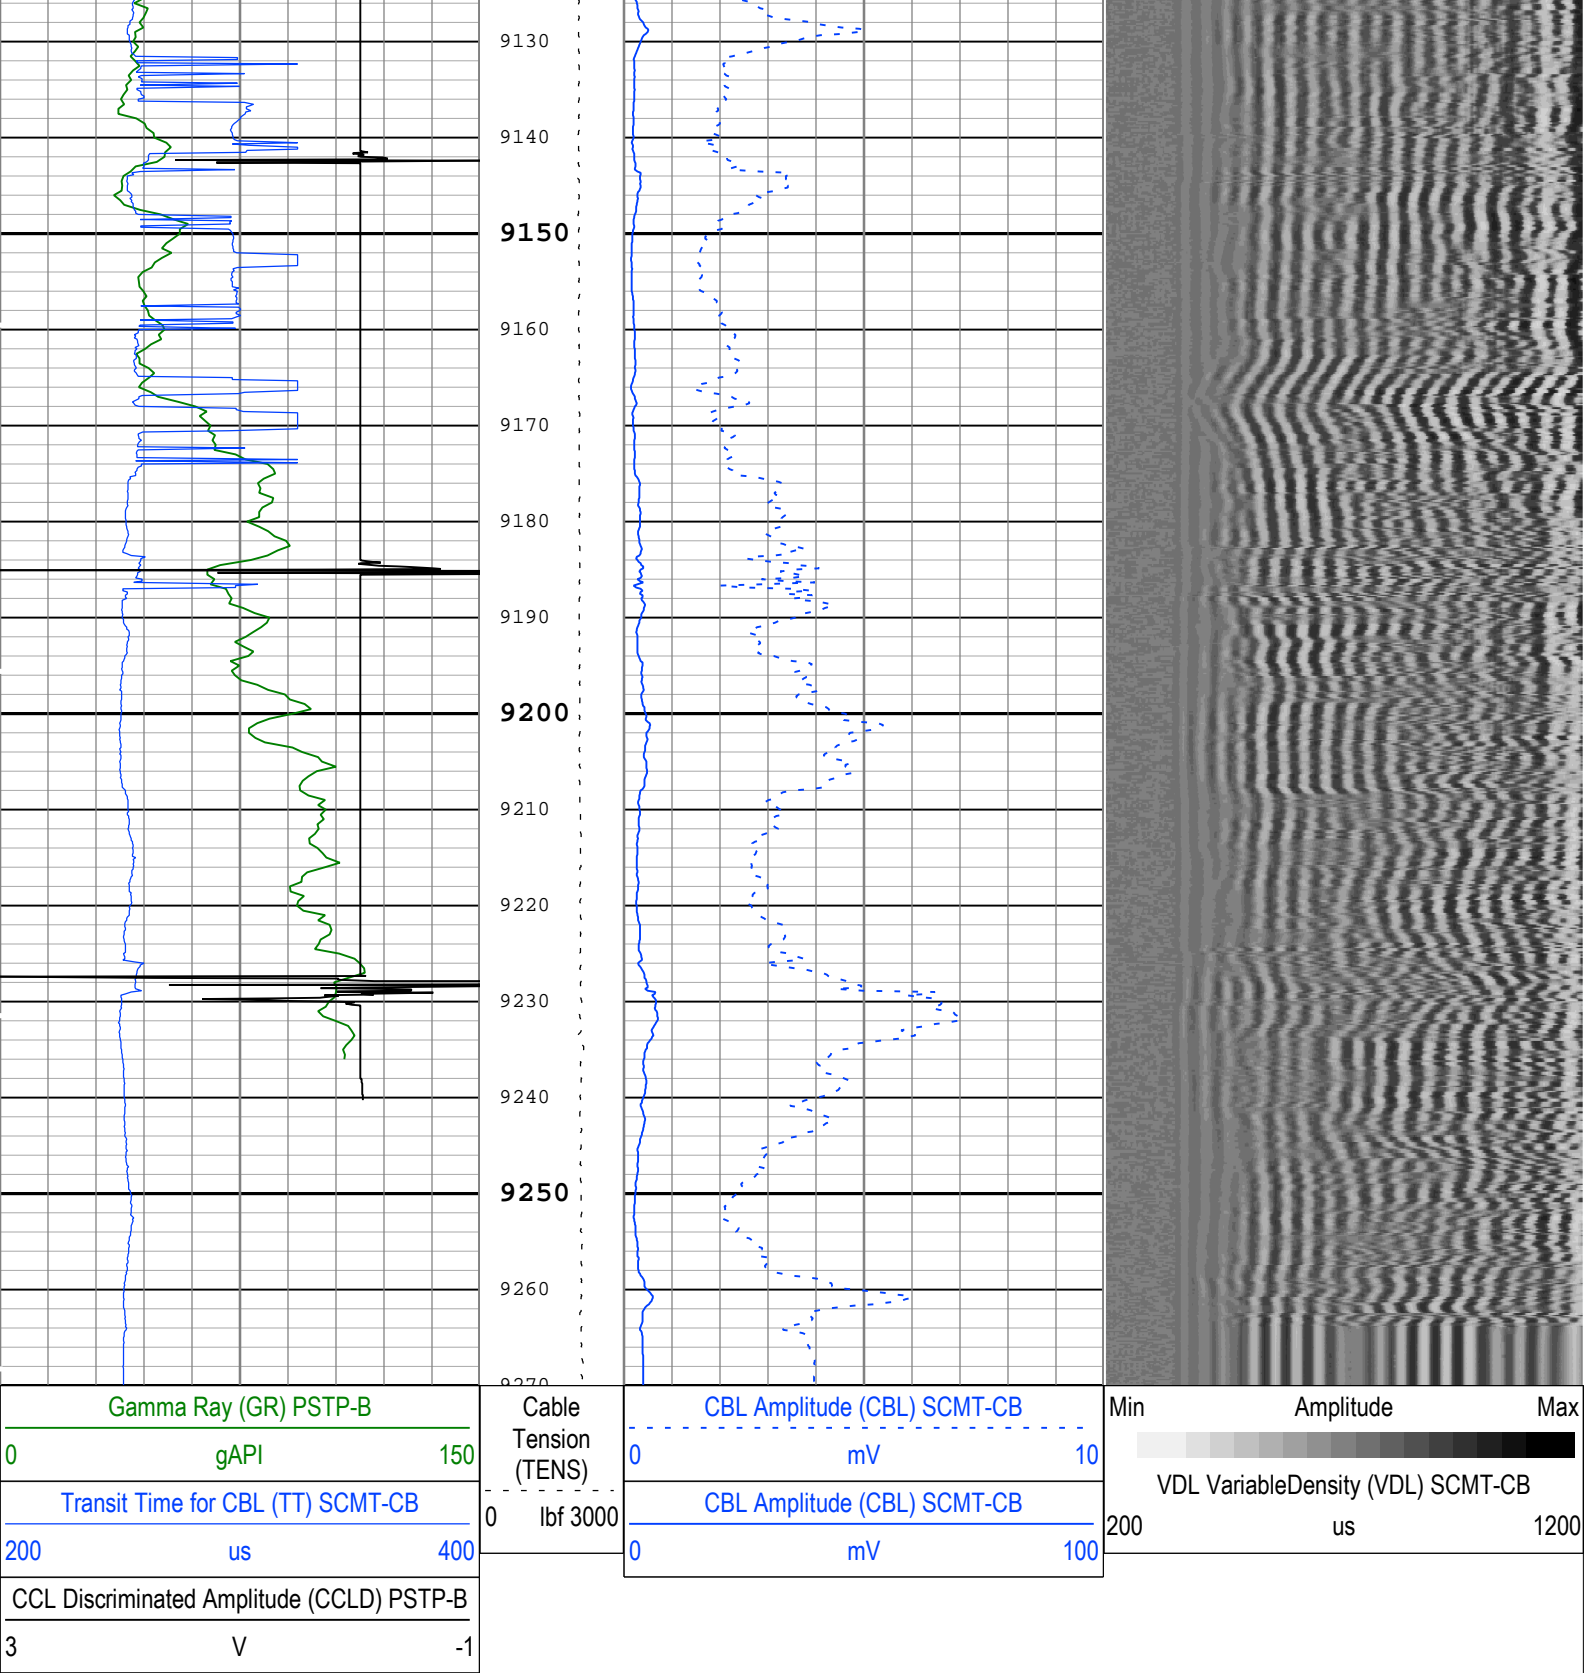 9130
9140
9150
9160
9170
9180
9190
9200
9210
9220
9230
9240
9250
9260
9270
Gamma Ray (GR) PSTP-B
0 gAPI 150
Transit Time for CBL (TT) SCMT-CB
200 us 400
CCL Discriminated Amplitude (CCLD) PSTP-B
3 V -1
Cable
Tension
(TENS)
0 lbf 3000
CBL Amplitude (CBL) SCMT-CB
0 mV 10
CBL Amplitude (CBL) SCMT-CB
0 mV 100
Min Amplitude Max
VDL VariableDensity (VDL) SCMT-CB
200 us 1200